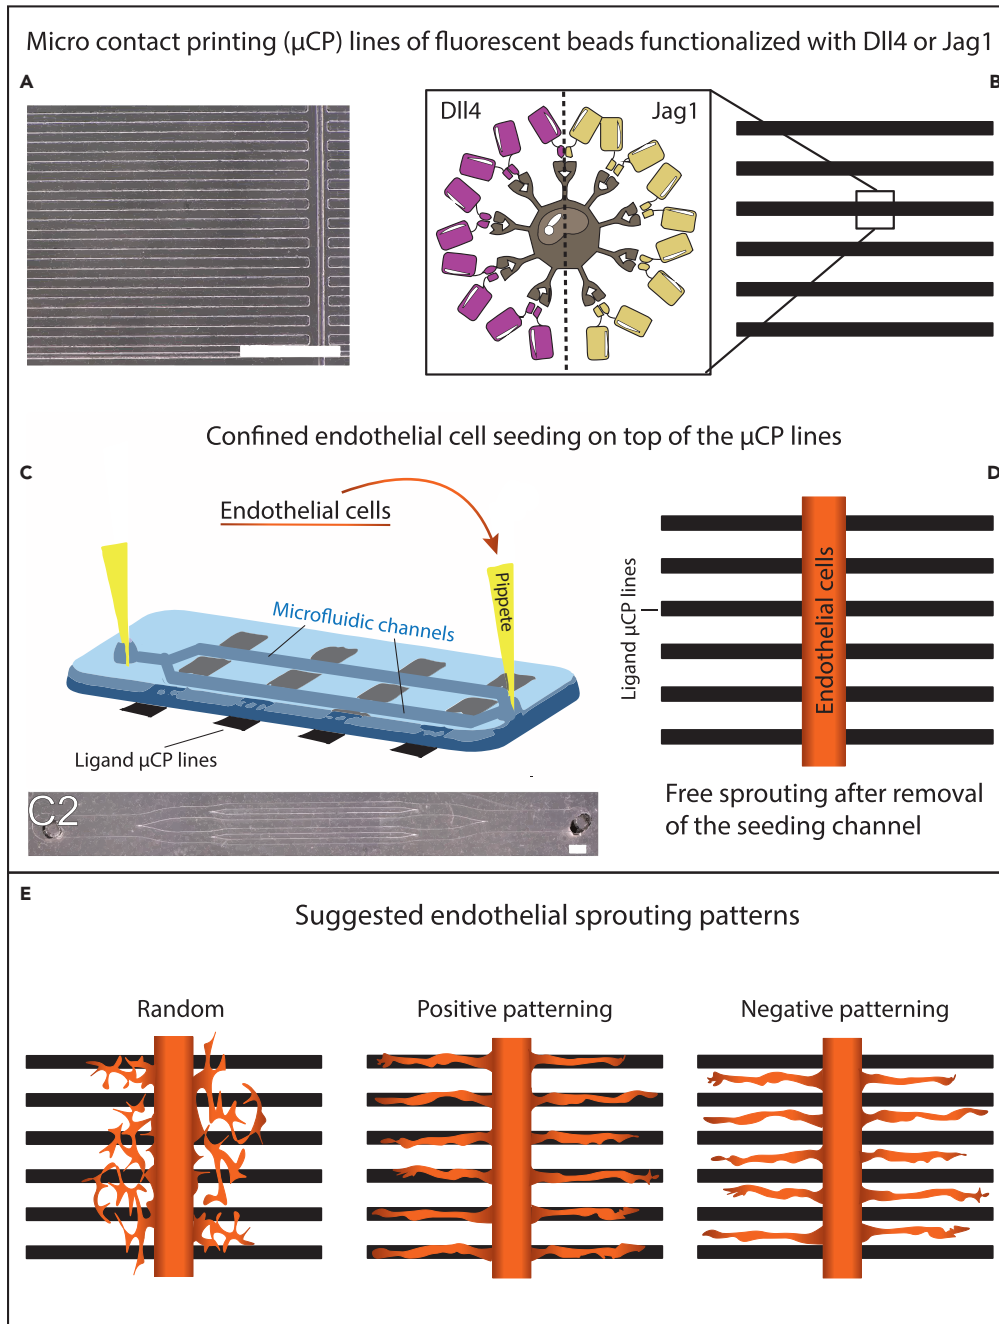 Micro contact printing (μCP) lines of fluorescent beads functionalized with Dll4 or Jag1
A
B
Dll4
Jag1
Confined endothelial cell seeding on top of the μCP lines
C
D
Endothelial cells
Pippete
Microfluidic channels
Ligand μCP lines
Ligand μCP lines
Endothelial cells
C2
Free sprouting after removal
of the seeding channel
E
Suggested endothelial sprouting patterns
Random
Positive patterning
Negative patterning